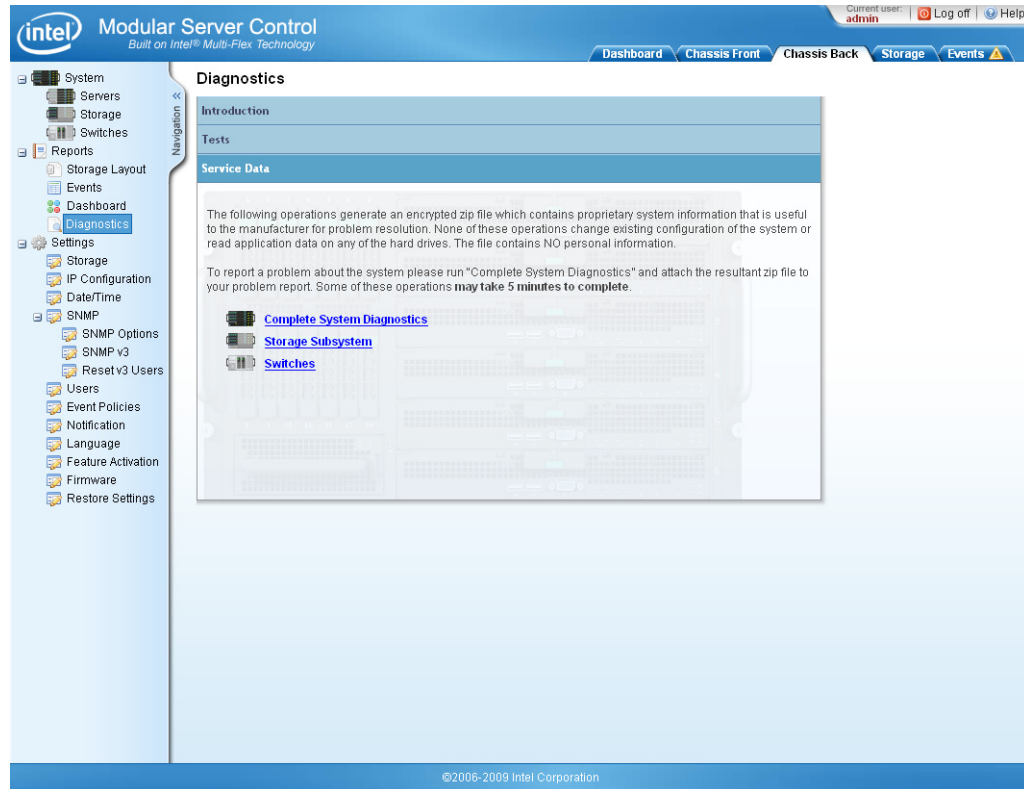 intel
Modular Server Control
Built on Intel® Multi-Flex Technology
Current user:
admin
Log off
Help
Dashboard
Chassis Front
Chassis Back
Storage
Events
System
Servers
Storage
Switches
Reports
Storage Layout
Events
Dashboard
Diagnostics
Settings
Storage
IP Configuration
Date/Time
SNMP
SNMP Options
SNMP v3
Reset v3 Users
Users
Event Policies
Notification
Language
Feature Activation
Firmware
Restore Settings
«
Navigation
Diagnostics
Introduction
Tests
Service Data
The following operations generate an encrypted zip file which contains proprietary system information that is useful
to the manufacturer for problem resolution. None of these operations change existing configuration of the system or
read application data on any of the hard drives. The file contains NO personal information.
To report a problem about the system please run "Complete System Diagnostics" and attach the resultant zip file to
your problem report. Some of these operations may take 5 minutes to complete.
Complete System Diagnostics
Storage Subsystem
Switches
©2006-2009 Intel Corporation